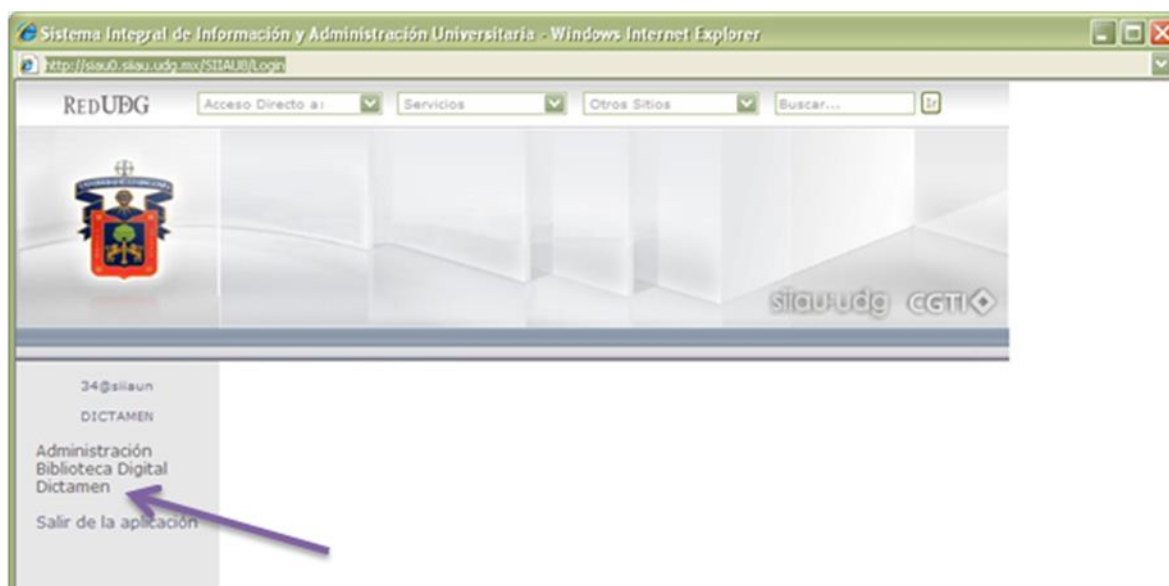 Sistema Integral de Información y Administración Universitaria - Windows Internet Explorer
http://siau0.siiau.udg.mx/SIIAU8/Login
REDUDG Acceso Directo a: Servicios Otros Sitios Buscar... Ir
siiau:udg CGTI
34@siiaun
DICTAMEN
Administración
Biblioteca Digital
Dictamen
Salir de la aplicación